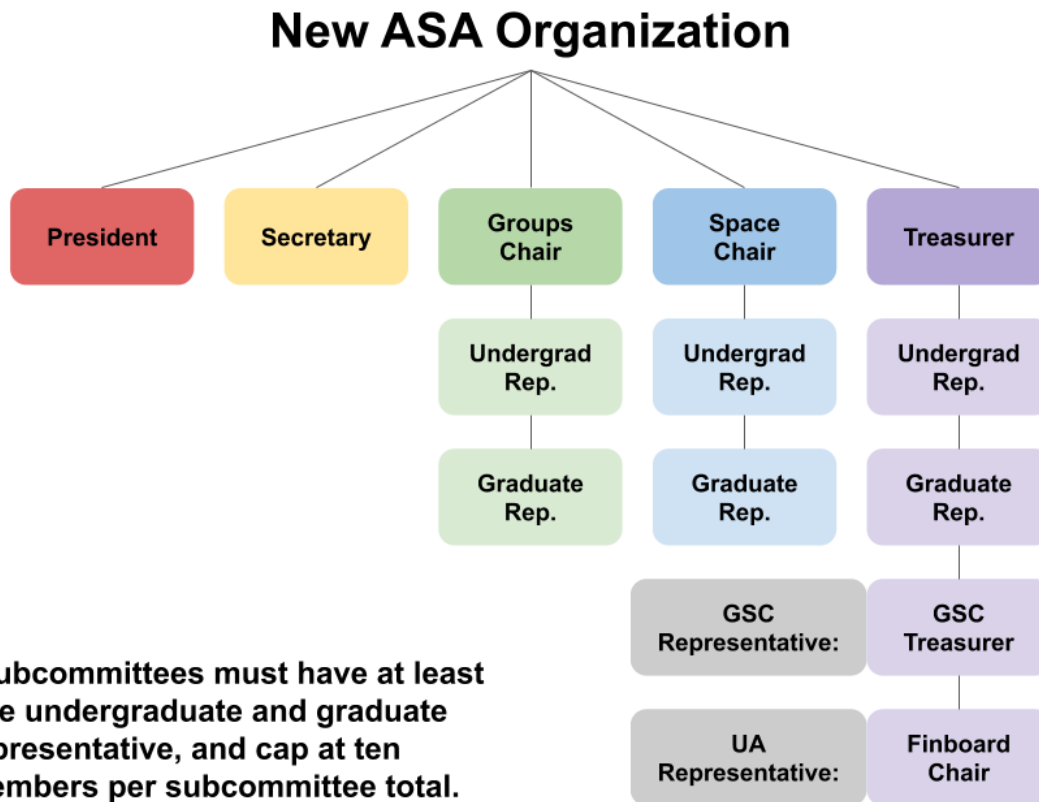 New ASA Organization
President
Secretary
Groups
Chair
Space
Chair
Treasurer
Undergrad
Rep.
Undergrad
Rep.
Undergrad
Rep.
Graduate
Rep.
Graduate
Rep.
Graduate
Rep.
GSC
Representative:
GSC
Treasurer
ubcommittees must have at least
e undergraduate and graduate
presentative, and cap at ten
embers per subcommittee total.
UA
Representative:
Finboard
Chair